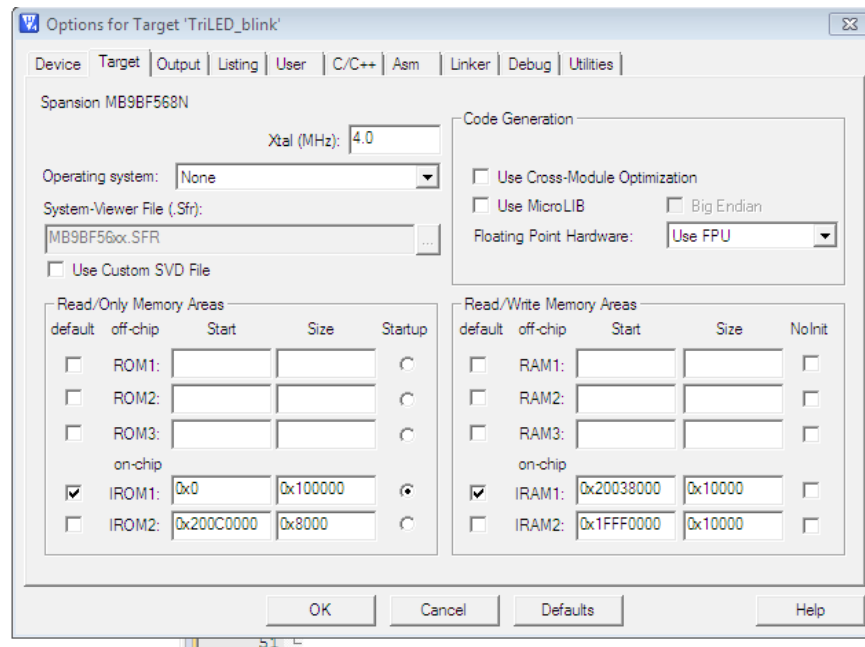 Options for Target 'TriLED_blink'
Device Target Output Listing User C/C++ Asm Linker Debug Utilities
Spansion MB9BF568N
Xtal (MHz): 4.0
Operating system: None
System-Viewer File (.Sfr):
MB9BF56xx.SFR
...
Use Custom SVD File
Code Generation
Use Cross-Module Optimization
Use MicroLIB Big Endian
Floating Point Hardware: Use FPU
Read/Only Memory Areas
default off-chip Start Size Startup
ROM1:
ROM2:
ROM3:
on-chip
IROM1: 0x0 0x100000
IROM2: 0x200C0000 0x8000
Read/Write Memory Areas
default off-chip Start Size NoInit
RAM1:
RAM2:
RAM3:
on-chip
IRAM1: 0x20038000 0x10000
IRAM2: 0x1FFF0000 0x10000
OK Cancel Defaults Help
51